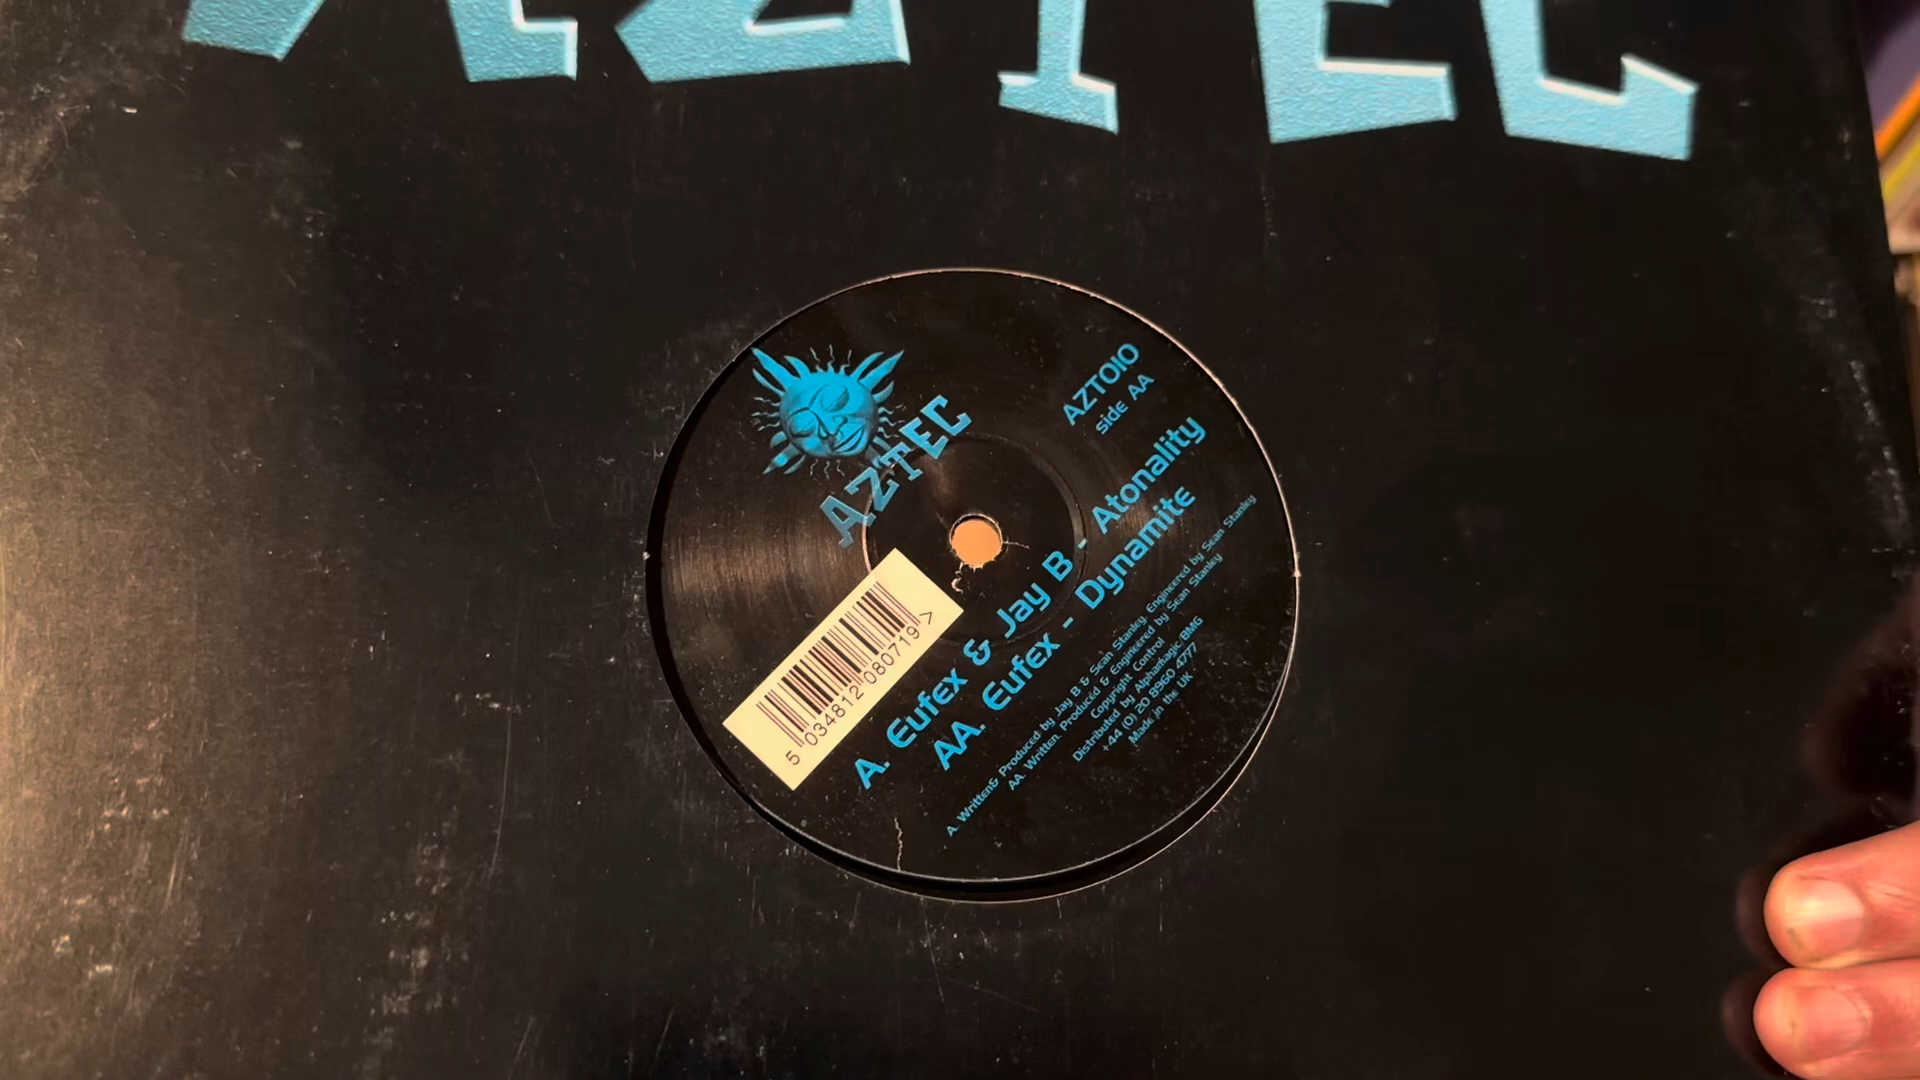 AZTEC
AZTEC
AZT010
side AA
5 034812 080719 >
A. Eufex & Jay B - Atonality
AA. Eufex - Dynamite
A. Written& Produced by Jay B & Sean Stanley. Engineered by Sean Stanley
AA. Written, Produced & Engineered by Sean Stanley
Copyright Control
Distributed by Alphamagic/BMG
+44 (0) 20 8960 4777
Made in the UK